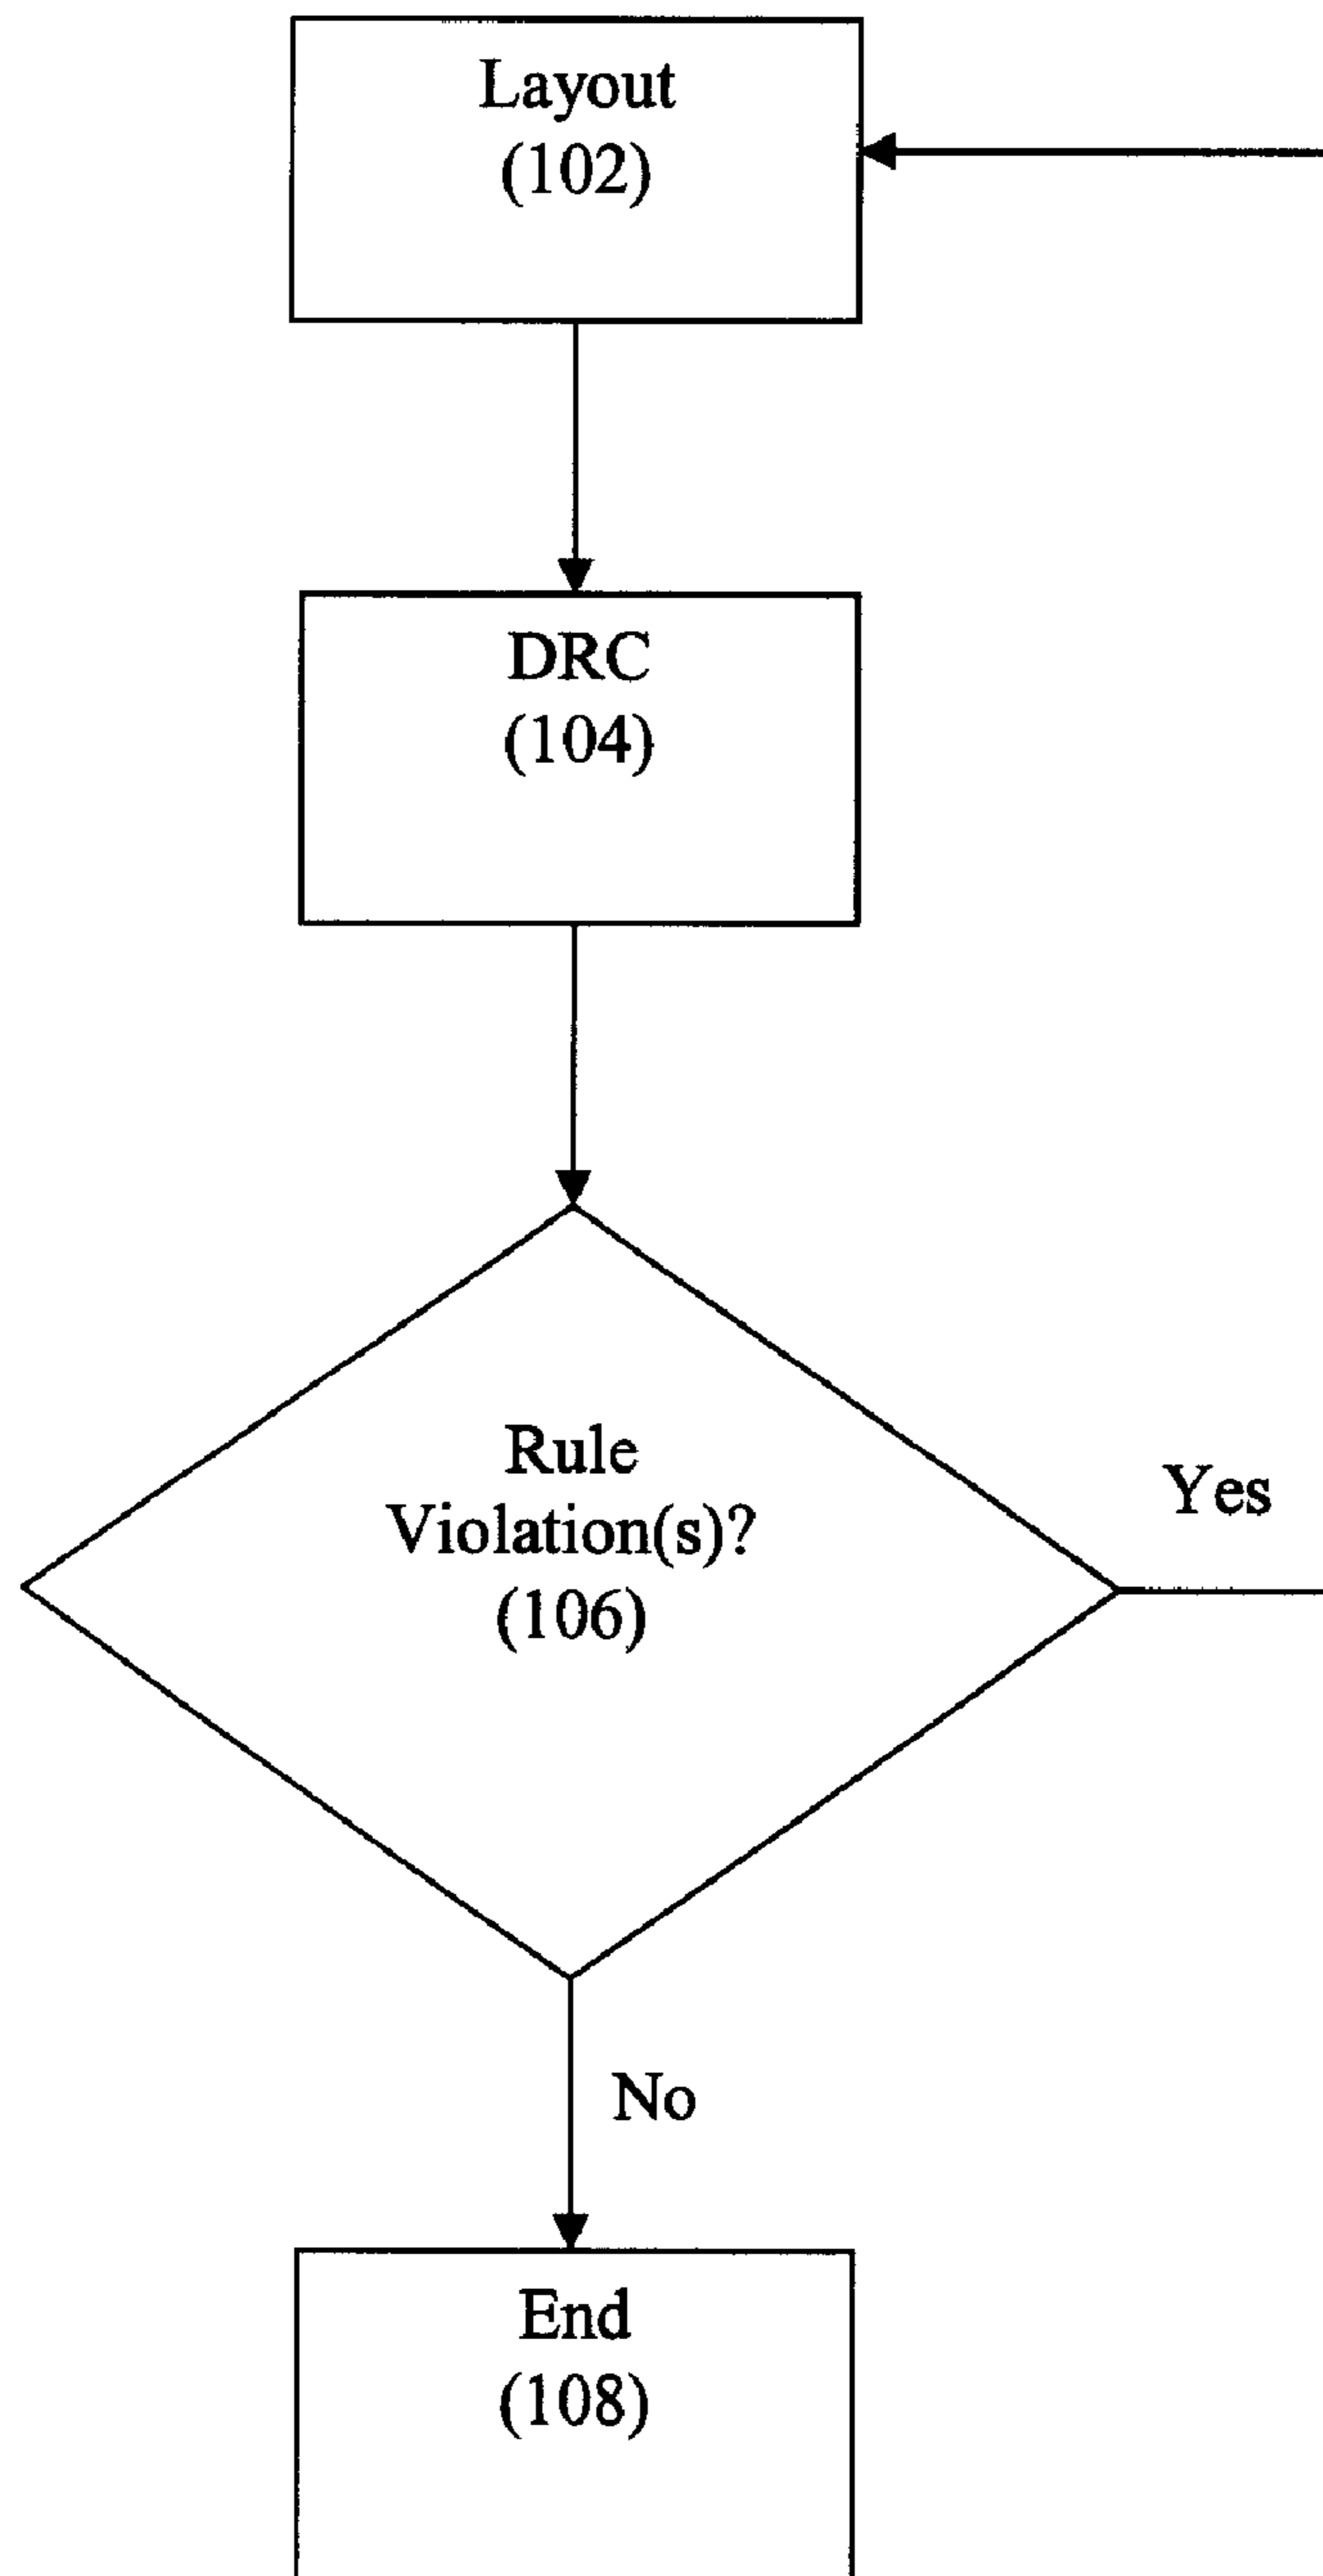 Layout
(102)
DRC
(104)
Rule
Violation(s)?
(106)
Yes
No
End
(108)